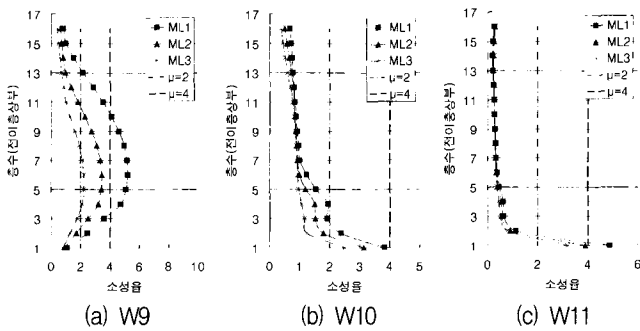 층수(전이층상부)
17
15
13
11
9
7
5
3
1
0 2 4 6 8 10
소성율
ML1
ML2
ML3
μ=2
μ=4
(a) W9
층수(전이층상부)
17
15
13
11
9
7
5
3
1
0 1 2 3 4 5
소성율
ML1
ML2
ML3
μ=2
μ=4
(b) W10
층수(전이층상부)
17
15
13
11
9
7
5
3
1
0 2 4 6
소성율
ML1
ML2
ML3
μ=2
μ=4
(c) W11